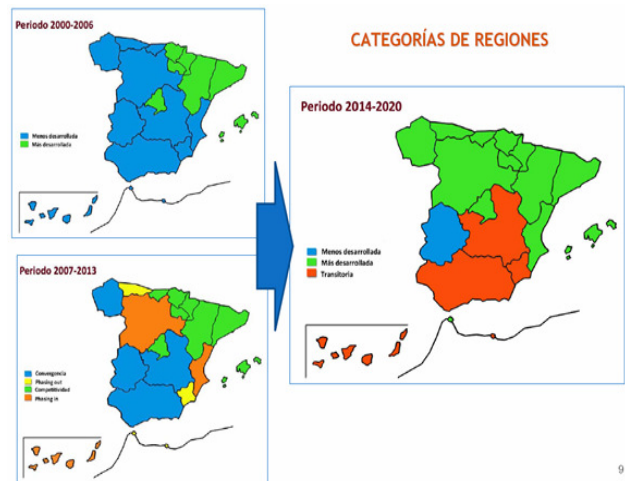 Periodo 2000-2006
Menos desarrollada
Más desarrollada
CATEGORÍAS DE REGIONES
Periodo 2007-2013
Convergencia
Phasing out
Competitividad
Phasing in
Periodo 2014-2020
Menos desarrollada
Más desarrollada
Transitoria
9